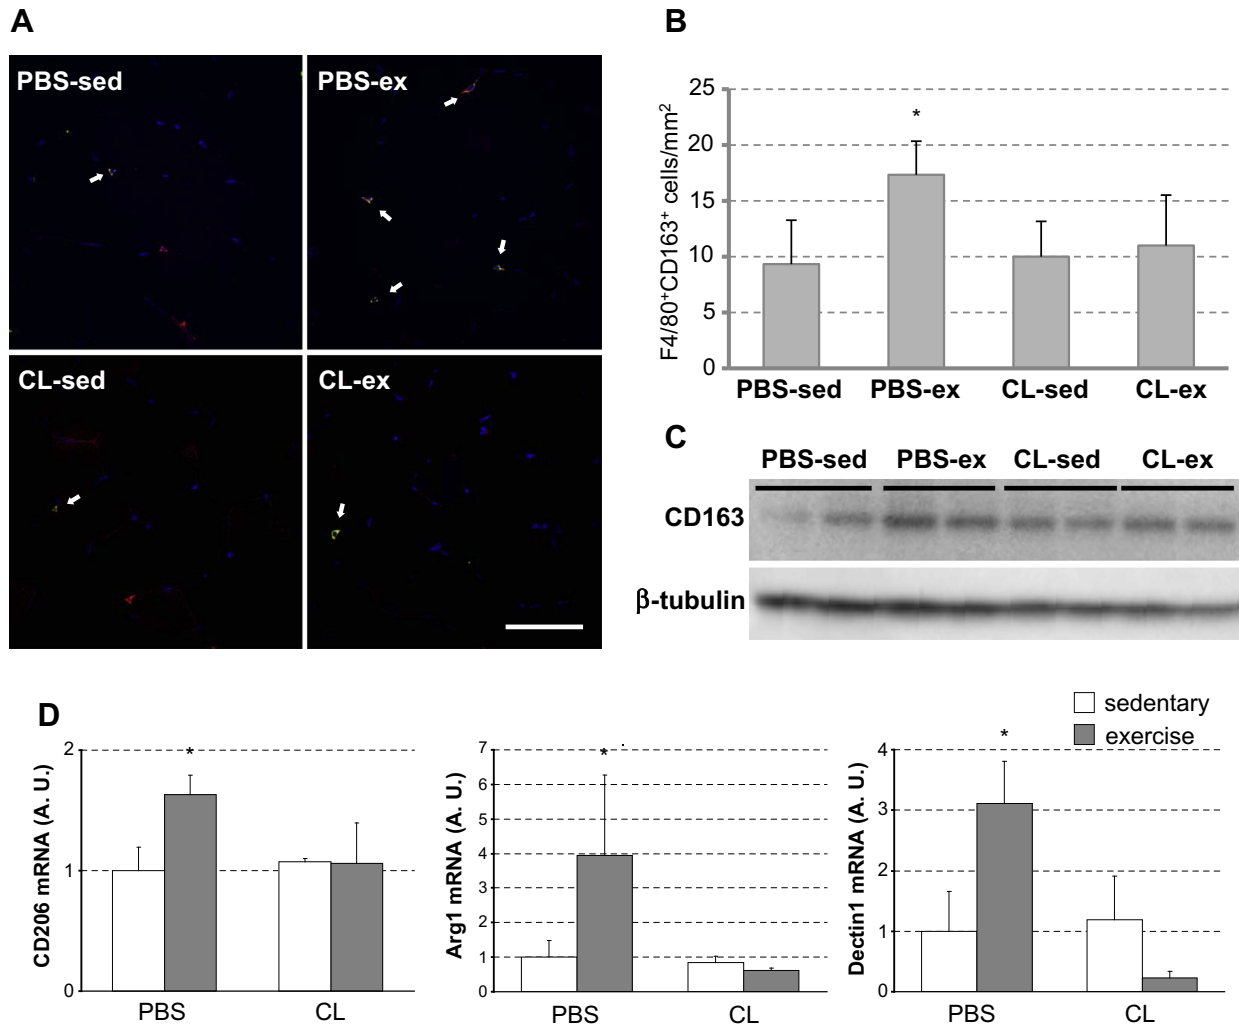 A
PBS-sed
PBS-ex
CL-sed
CL-ex
B
F4/80⁺CD163⁺ cells/mm²
25
20
15
10
5
0
*
PBS-sed PBS-ex CL-sed CL-ex
C
PBS-sed PBS-ex CL-sed CL-ex
CD163
β-tubulin
D
sedentary
exercise
CD206 mRNA (A. U.)
2
1
0
*
PBS CL
Arg1 mRNA (A. U.)
7
6
5
4
3
2
1
0
*
PBS CL
Dectin1 mRNA (A. U.)
4
3
2
1
0
*
PBS CL